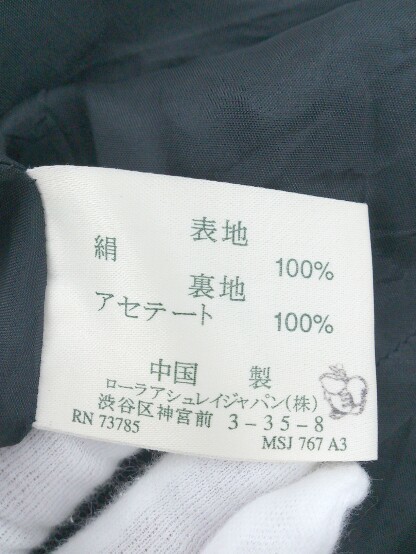 表地
絹 100%
裏地
アセテート 100%
中国 製
ローラアシュレイジャパン(株)
渋谷区神宮前 3-35-8
RN 73785 MSJ 767 A3